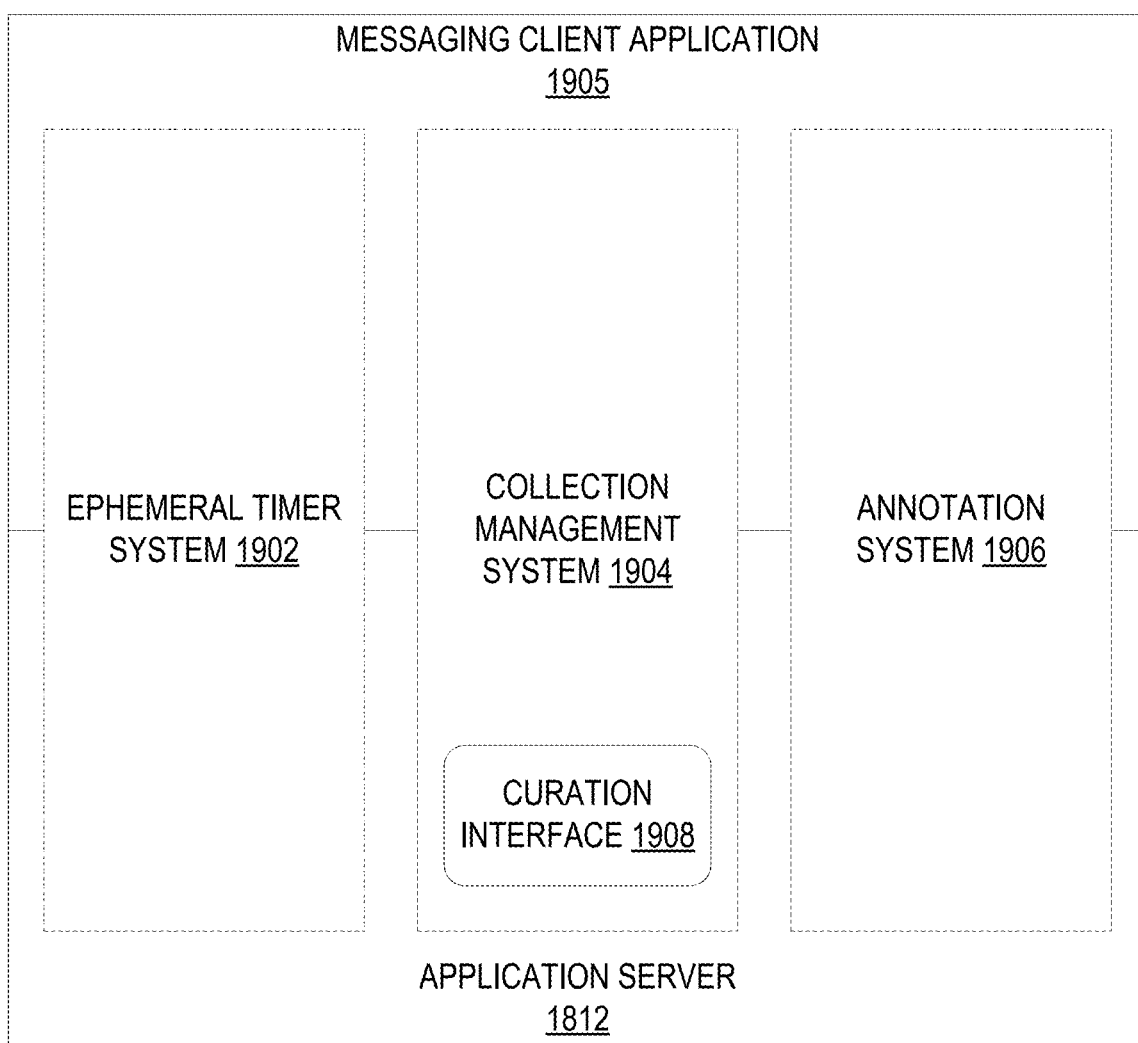 MESSAGING CLIENT APPLICATION
1905
EPHEMERAL TIMER
SYSTEM 1902
COLLECTION
MANAGEMENT
SYSTEM 1904
ANNOTATION
SYSTEM 1906
CURATION
INTERFACE 1908
APPLICATION SERVER
1812